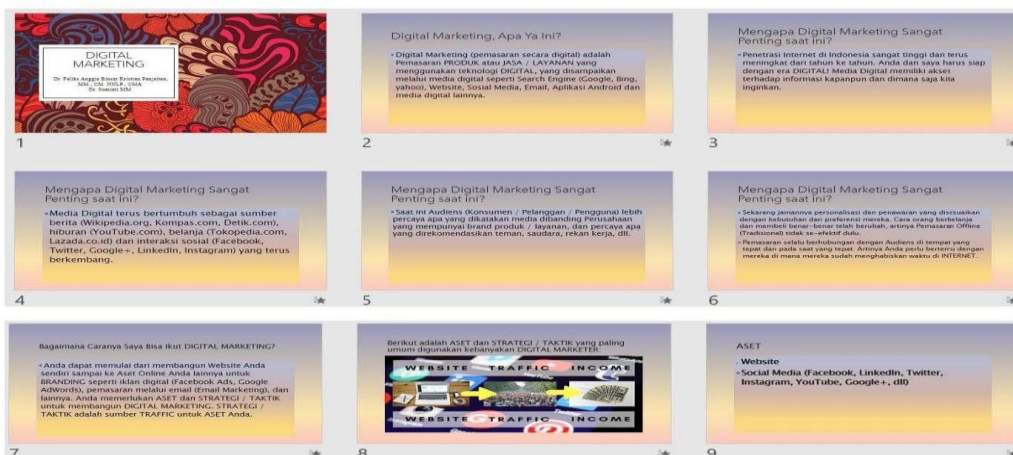 DIGITAL
MARKETING
MM
Dr. MM
1
Digital Marketing, Apa Ya Ini?
Digital Marketing (pemasaran secara digital) adalah
Pemasaran PRODUK atau JASA / LAYANAN yang
menggunakan teknologi DIGITAL, yang disampaikan
melalui media digital seperti Search Engine (Google, Bing,
yahoo), Website, Sosial Media, Email, Aplikasi Android dan
media digital lainnya.
2
Mengapa Digital Marketing Sangat
Penting saat ini?
Penetrasi Internet di Indonesia sangat tinggi dan terus
meningkat dari tahun ke tahun. Anda dan saya harus siap
dengan era DIGITAL! Media Digital memiliki akses
terhadap informasi kapanpun dan dimana saja kita
inginkan.
3
Mengapa Digital Marketing Sangat
Penting saat ini?
Media Digital terus bertumbuh sebagai sumber
berita (Wikipedia.org, Kompas.com, Detik.com),
hiburan (YouTube.com), belanja (Tokopedia.com,
Lazada.co.id) dan interaksi sosial (Facebook,
Twitter, Google+, LinkedIn, Instagram) yang terus
berkembang.
4
Mengapa Digital Marketing Sangat
Penting saat ini?
Saat ini Audiens (Konsumen / Pelanggan / Pengguna) lebih
percaya apa yang dikatakan media dibanding Perusahaan
yang mempunyai brand produk / layanan, dan percaya apa
yang direkomendasikan teman, saudara, rekan kerja, dll.
5
Mengapa Digital Marketing Sangat
Penting saat ini?
Sekarang jamannya personalisasi dan penawaran yang disesuaikan
dengan kebutuhan dan preferensi mereka. Cara orang berbelanja
dan membeli benar-benar telah berubah, artinya Pemasaran Offline
(Tradisional) tidak se-efektif dulu.
Pemasaran selalu berhubungan dengan Audiens di tempat yang
tepat dan pada saat yang tepat. Artinya Anda perlu bertemu dengan
mereka di mana mereka sudah menghabiskan waktu di INTERNET.
6
Bagaimana Caranya Saya Bisa Ikut DIGITAL MARKETING?
Anda dapat memulai dari membangun Website Anda
sendiri sampai ke Aset Online Anda lainnya untuk
BRANDING seperti iklan digital (Facebook Ads, Google
AdWords), pemasaran melalui email (Email Marketing), dan
lainnya. Anda memerlukan ASET dan STRATEGI / TAKTIK
untuk membangun DIGITAL MARKETING. STRATEGI /
TAKTIK adalah sumber TRAFFIC untuk ASET Anda.
7
Berikut adalah ASET dan STRATEGI / TAKTIK yang paling
umum digunakan kebanyakan DIGITAL MARKETER
WEBSITE TRAFFIC INCOME
WEBSITE TRAFFIC INCOME
8
ASET
Website
Social Media (Facebook, LinkedIn, Twitter,
Instagram, YouTube, Google+, dll)
9